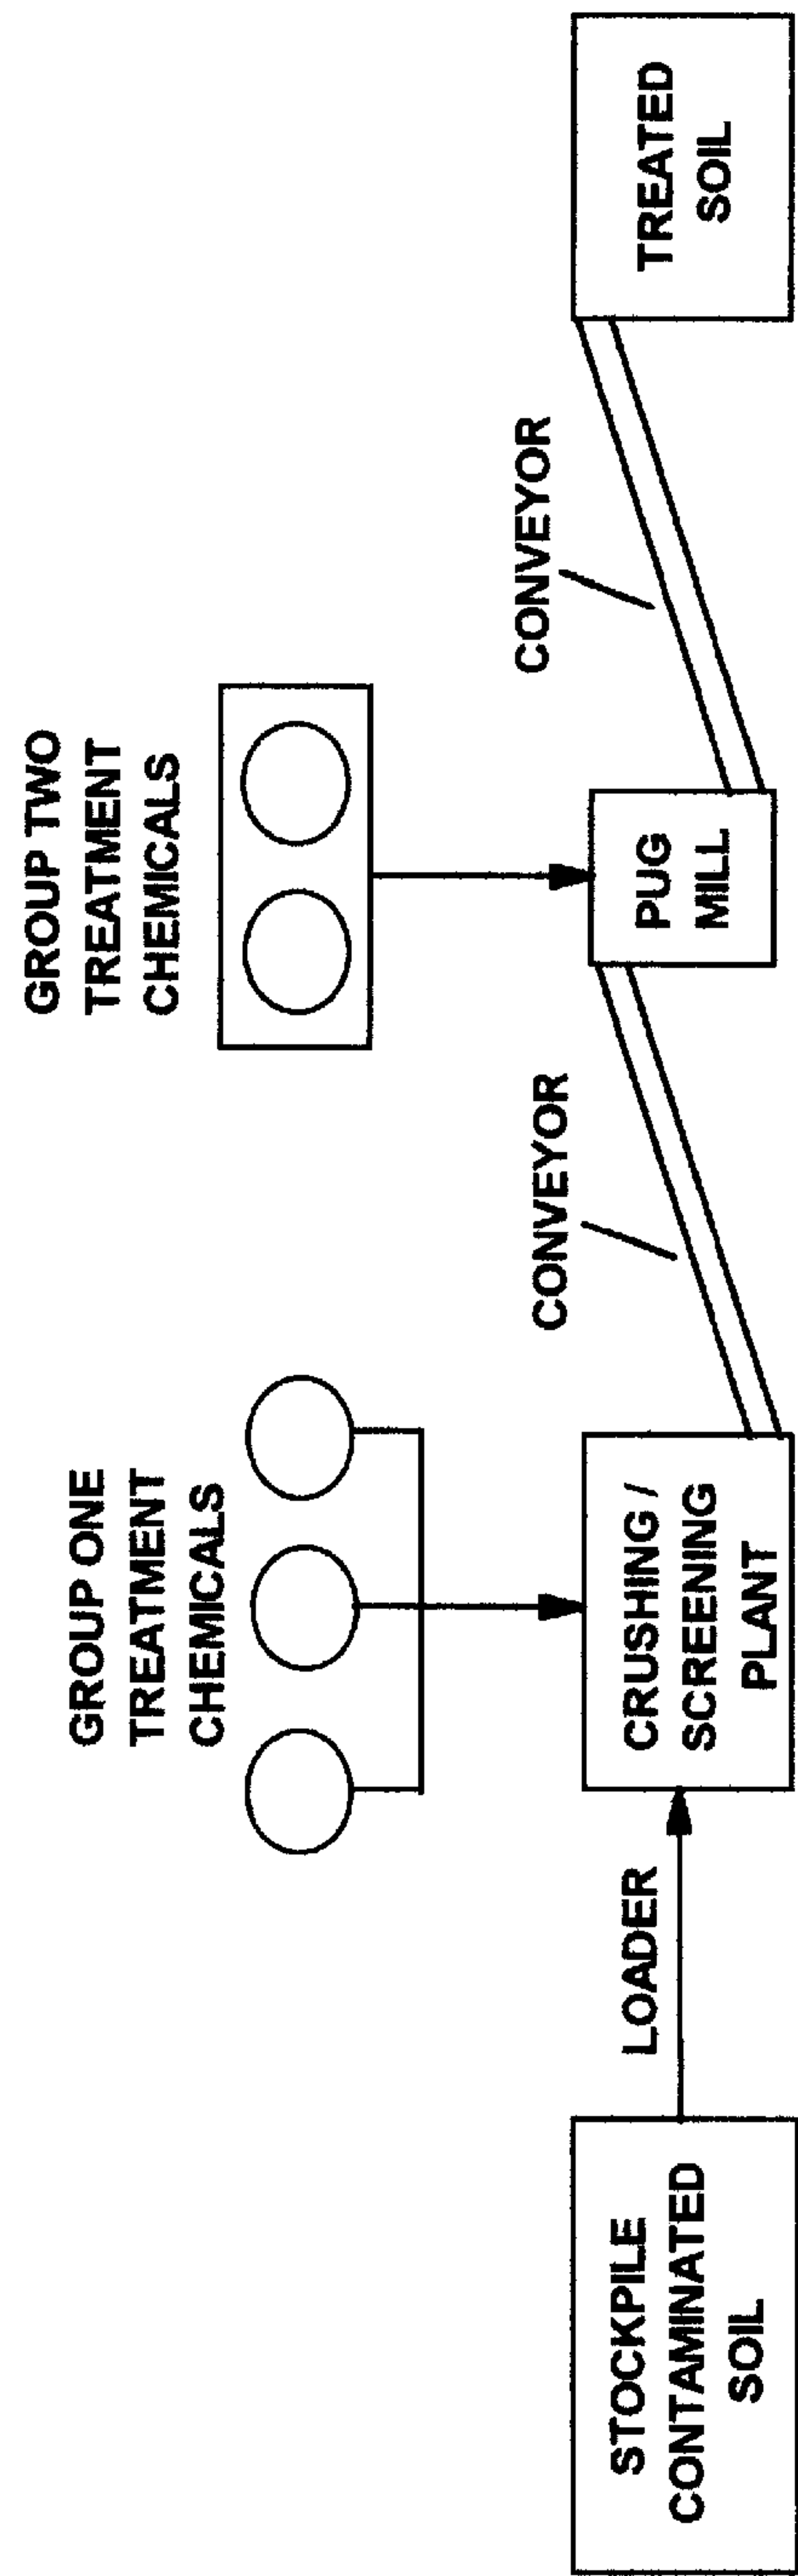 GROUP ONE
TREATMENT
CHEMICALS
GROUP TWO
TREATMENT
CHEMICALS
STOCKPILE
CONTAMINATED
SOIL
LOADER
CRUSHING /
SCREENING
PLANT
CONVEYOR
PUG
MILL
CONVEYOR
TREATED
SOIL